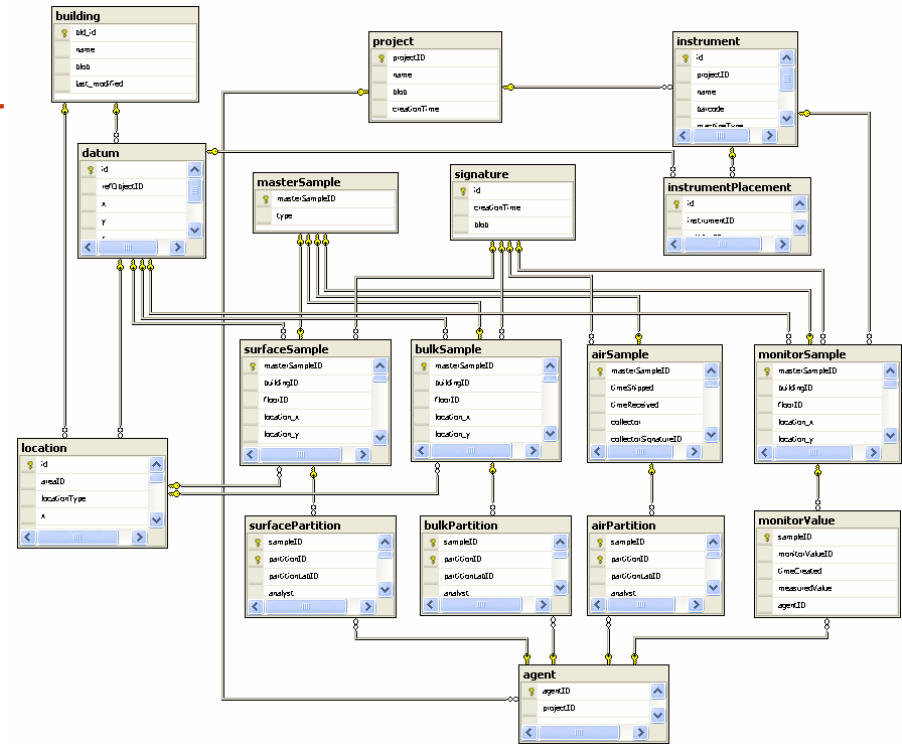 building
bld_id
name
blob
last_modified
project
projectID
name
blob
creationTime
instrument
id
projectID
name
barcode
machineType
datum
id
refObjectID
x
y
masterSample
masterSampleID
type
signature
id
creationTime
blob
instrumentPlacement
id
instrumentID
surfaceSample
masterSampleID
buildingID
floorID
location_x
location_y
bulkSample
masterSampleID
buildingID
floorID
location_x
location_y
airSample
masterSampleID
timeShipped
timeReceived
collector
collectorSignatureID
monitorSample
masterSampleID
buildingID
floorID
location_x
location_y
location
id
areaID
locationType
x
surfacePartition
sampleID
partitionID
partitionLabID
analyst
bulkPartition
sampleID
partitionID
partitionLabID
analyst
airPartition
sampleID
partitionID
partitionLabID
analyst
monitorValue
sampleID
monitorValueID
timeCreated
measuredValue
agentID
agent
agentID
projectID